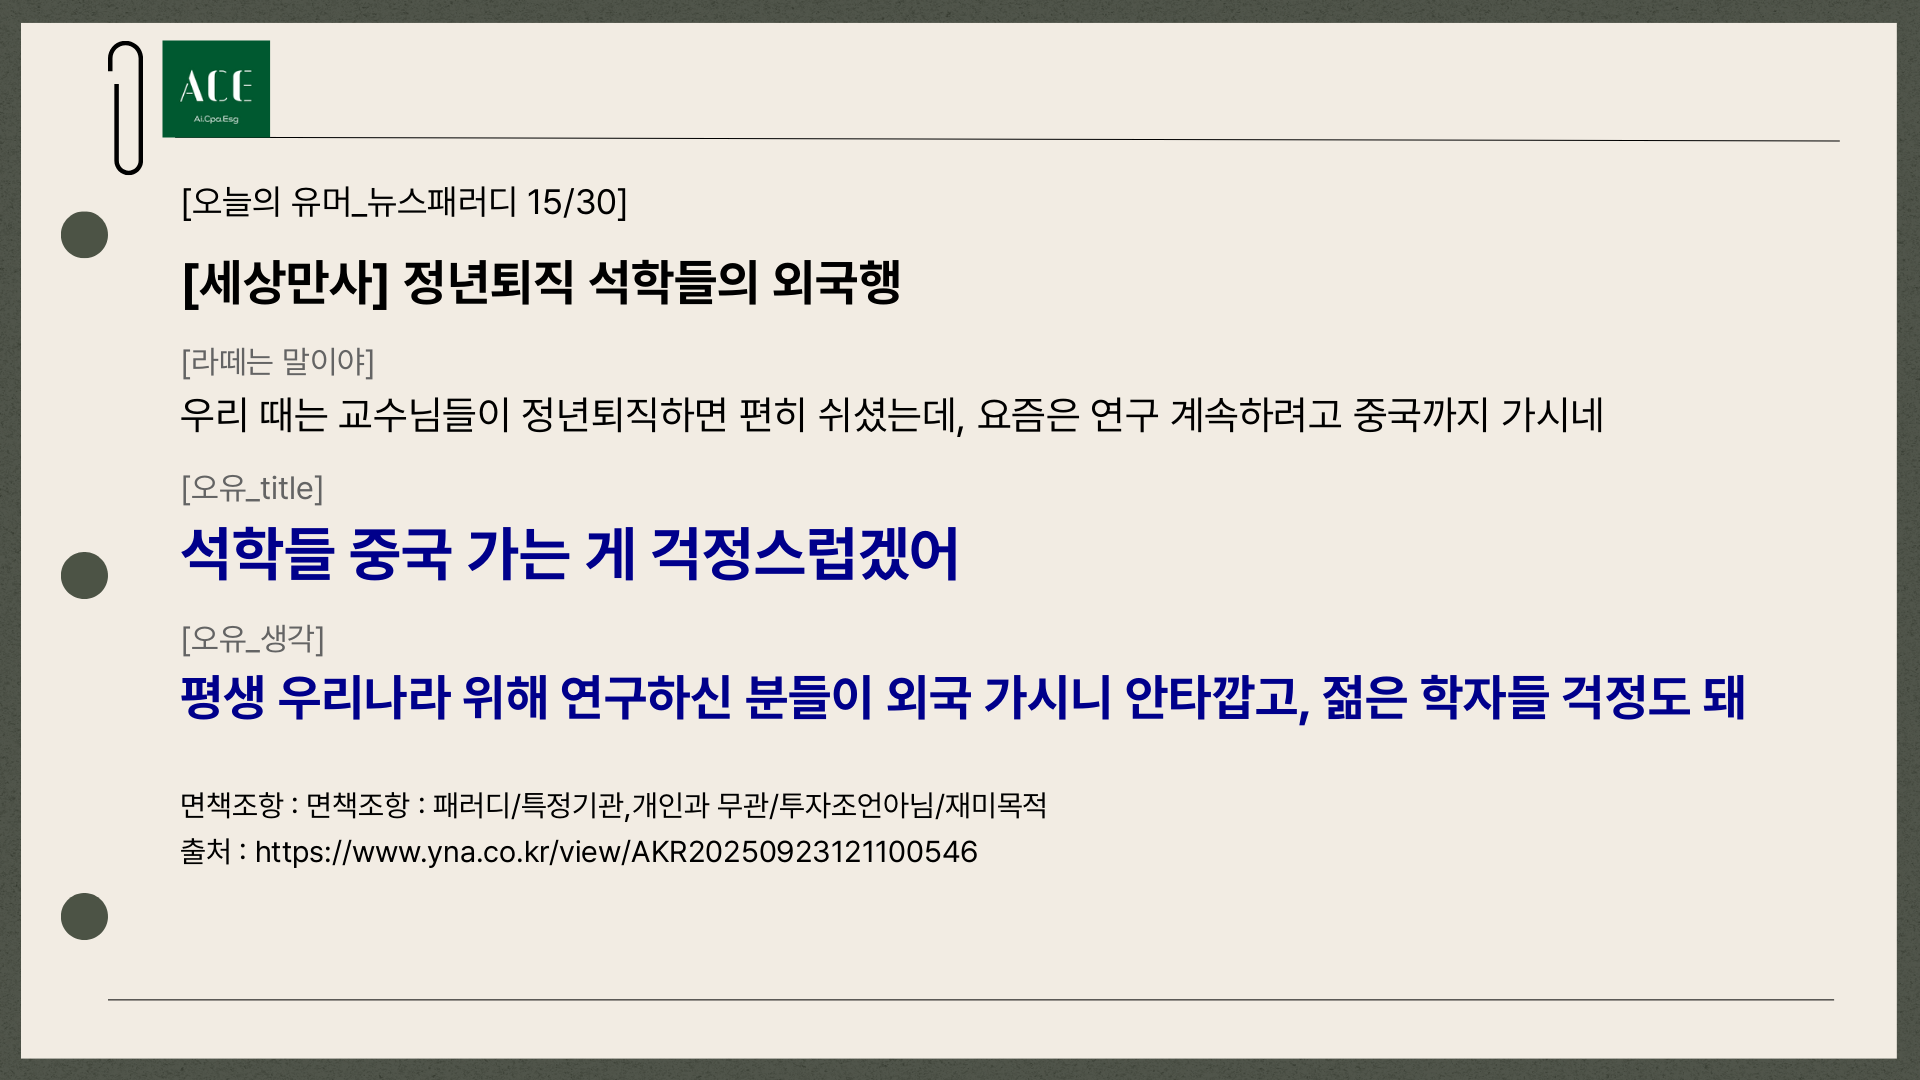 ACE
Ai.Cpa.Esg
[오늘의 유머_뉴스패러디 15/30]
[세상만사] 정년퇴직 석학들의 외국행
[라떼는 말이야]
우리 때는 교수님들이 정년퇴직하면 편히 쉬셨는데, 요즘은 연구 계속하려고 중국까지 가시네
[오유_title]
석학들 중국 가는 게 걱정스럽겠어
[오유_생각]
평생 우리나라 위해 연구하신 분들이 외국 가시니 안타깝고, 젊은 학자들 걱정도 돼
면책조항 : 면책조항 : 패러디/특정기관,개인과 무관/투자조언아님/재미목적
출처 : https://www.yna.co.kr/view/AKR20250923121100546